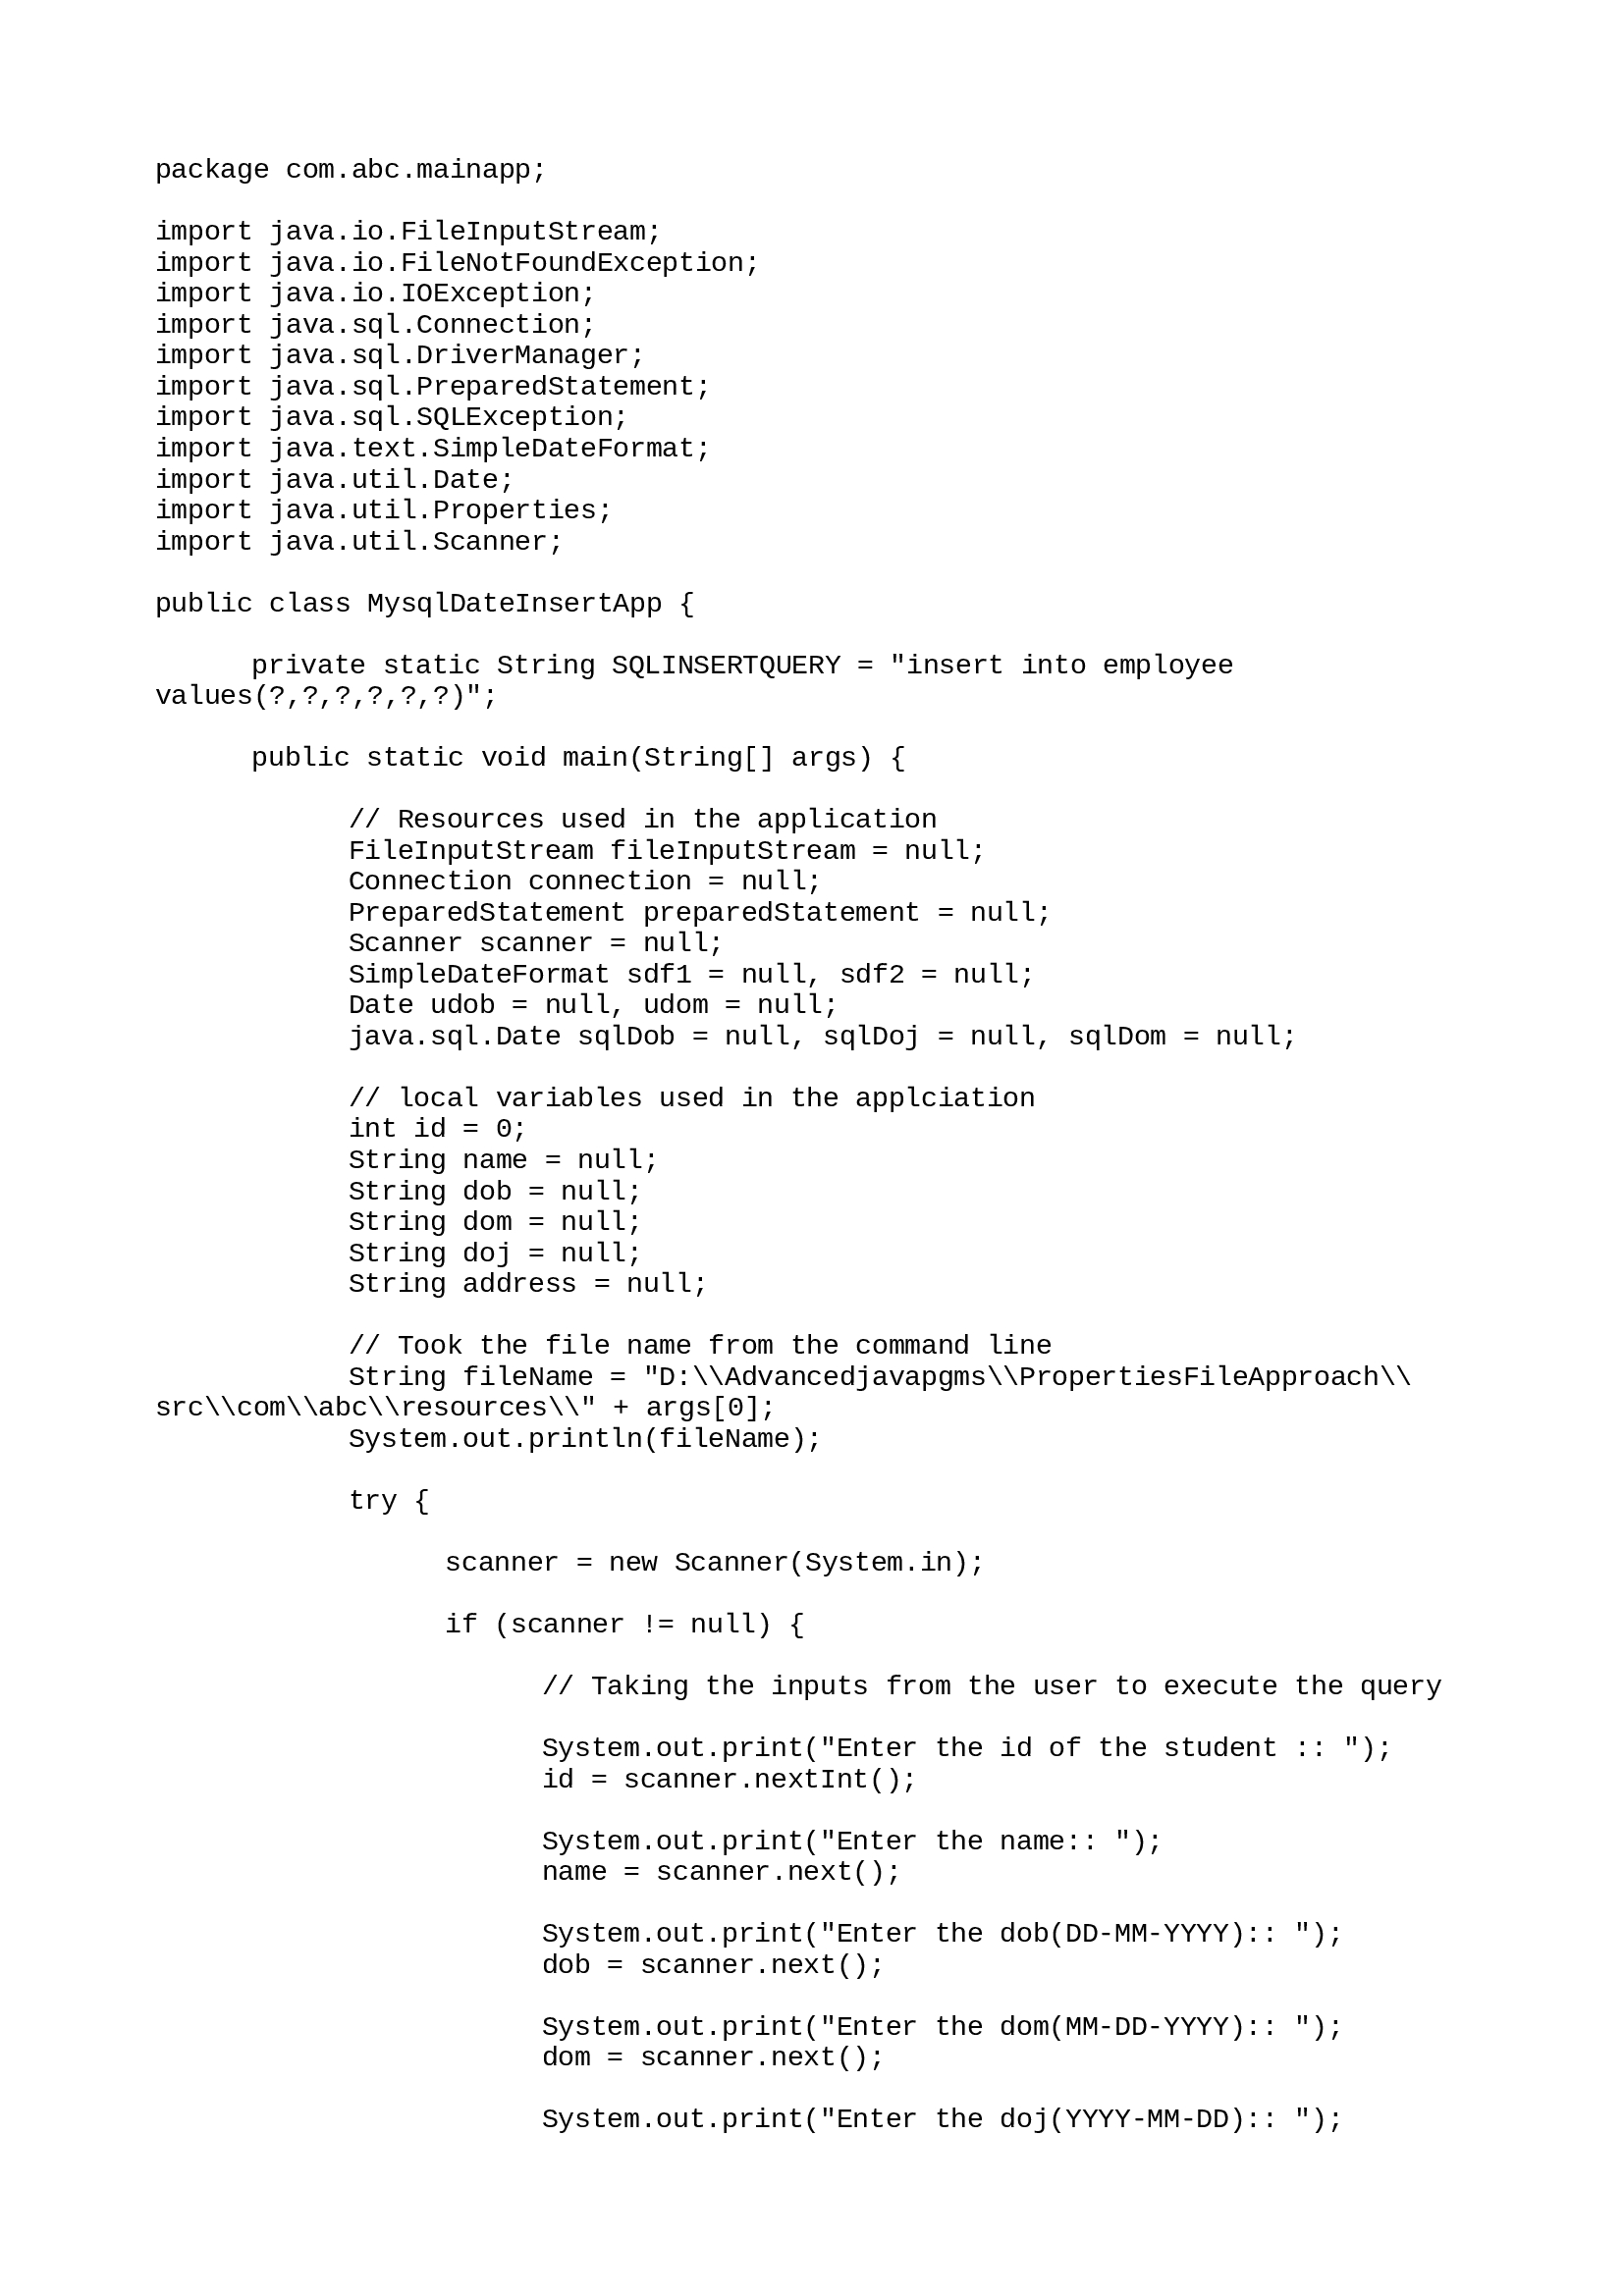 package com.abc.mainapp;

import java.io.FileInputStream;
import java.io.FileNotFoundException;
import java.io.IOException;
import java.sql.Connection;
import java.sql.DriverManager;
import java.sql.PreparedStatement;
import java.sql.SQLException;
import java.text.SimpleDateFormat;
import java.util.Date;
import java.util.Properties;
import java.util.Scanner;

public class MysqlDateInsertApp {

private static String SQLINSERTQUERY = "insert into employee
values(?,?,?,?,?,?)";

public static void main(String[] args) {

// Resources used in the application
FileInputStream fileInputStream = null;
Connection connection = null;
PreparedStatement preparedStatement = null;
Scanner scanner = null;
SimpleDateFormat sdf1 = null, sdf2 = null;
Date udob = null, udom = null;
java.sql.Date sqlDob = null, sqlDoj = null, sqlDom = null;

// local variables used in the applciation
int id = 0;
String name = null;
String dob = null;
String dom = null;
String doj = null;
String address = null;

// Took the file name from the command line
String fileName = "D:\\Advancedjavapgms\\PropertiesFileApproach\\
src\\com\\abc\\resources\\" + args[0];
System.out.println(fileName);

try {

scanner = new Scanner(System.in);

if (scanner != null) {

// Taking the inputs from the user to execute the query

System.out.print("Enter the id of the student :: ");
id = scanner.nextInt();

System.out.print("Enter the name:: ");
name = scanner.next();

System.out.print("Enter the dob(DD-MM-YYYY):: ");
dob = scanner.next();

System.out.print("Enter the dom(MM-DD-YYYY):: ");
dom = scanner.next();

System.out.print("Enter the doj(YYYY-MM-DD):: ");